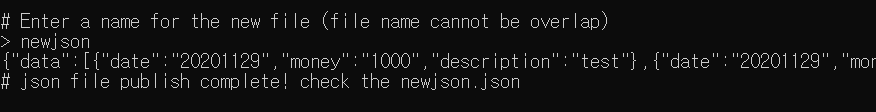 # Enter a name for the new file (file name cannot be overlap)
> newjson
{"data":[{"date":"20201129","money":"1000","description":"test"},{"date":"20201129","mor
# json file publish complete! check the newjson.json